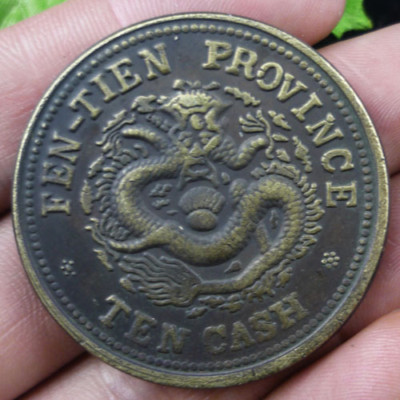 FEN-TIEN PROVINCE
TEN CASH